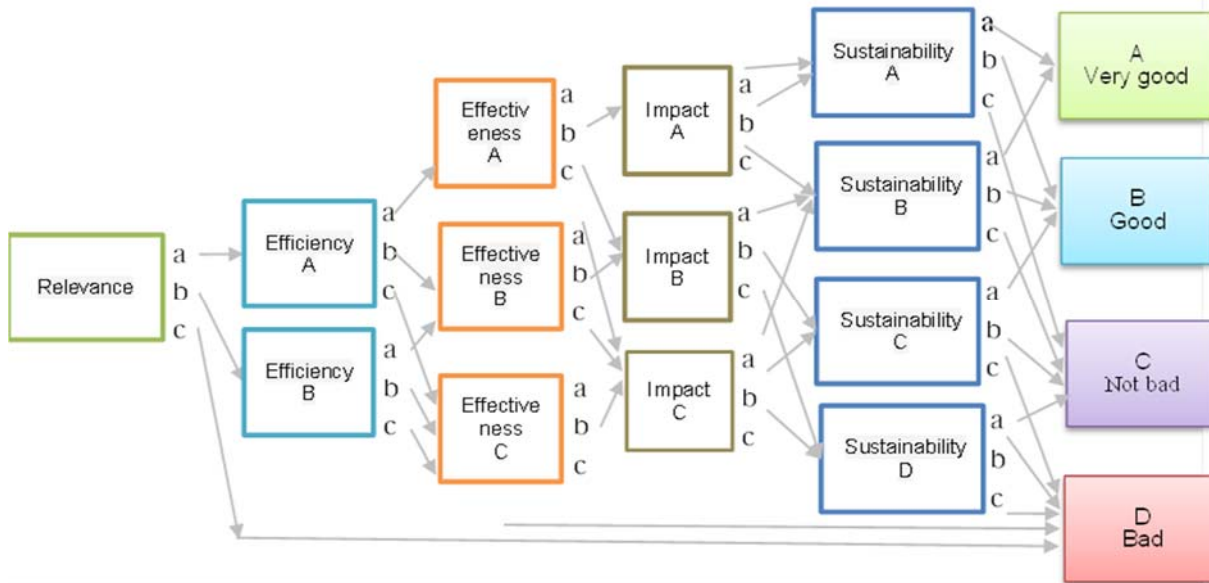 Relevance
a
b
c
Efficiency
A
a
b
c
Efficiency
B
a
b
c
Effectiv
eness
A
a
b
c
Effective
ness
B
a
b
c
Effective
ness
C
a
b
c
Impact
A
a
b
c
Impact
B
a
b
c
Impact
C
a
b
c
Sustainability
A
a
b
c
Sustainability
B
a
b
c
Sustainability
C
a
b
c
Sustainability
D
a
b
c
A
Very good
B
Good
C
Not bad
D
Bad